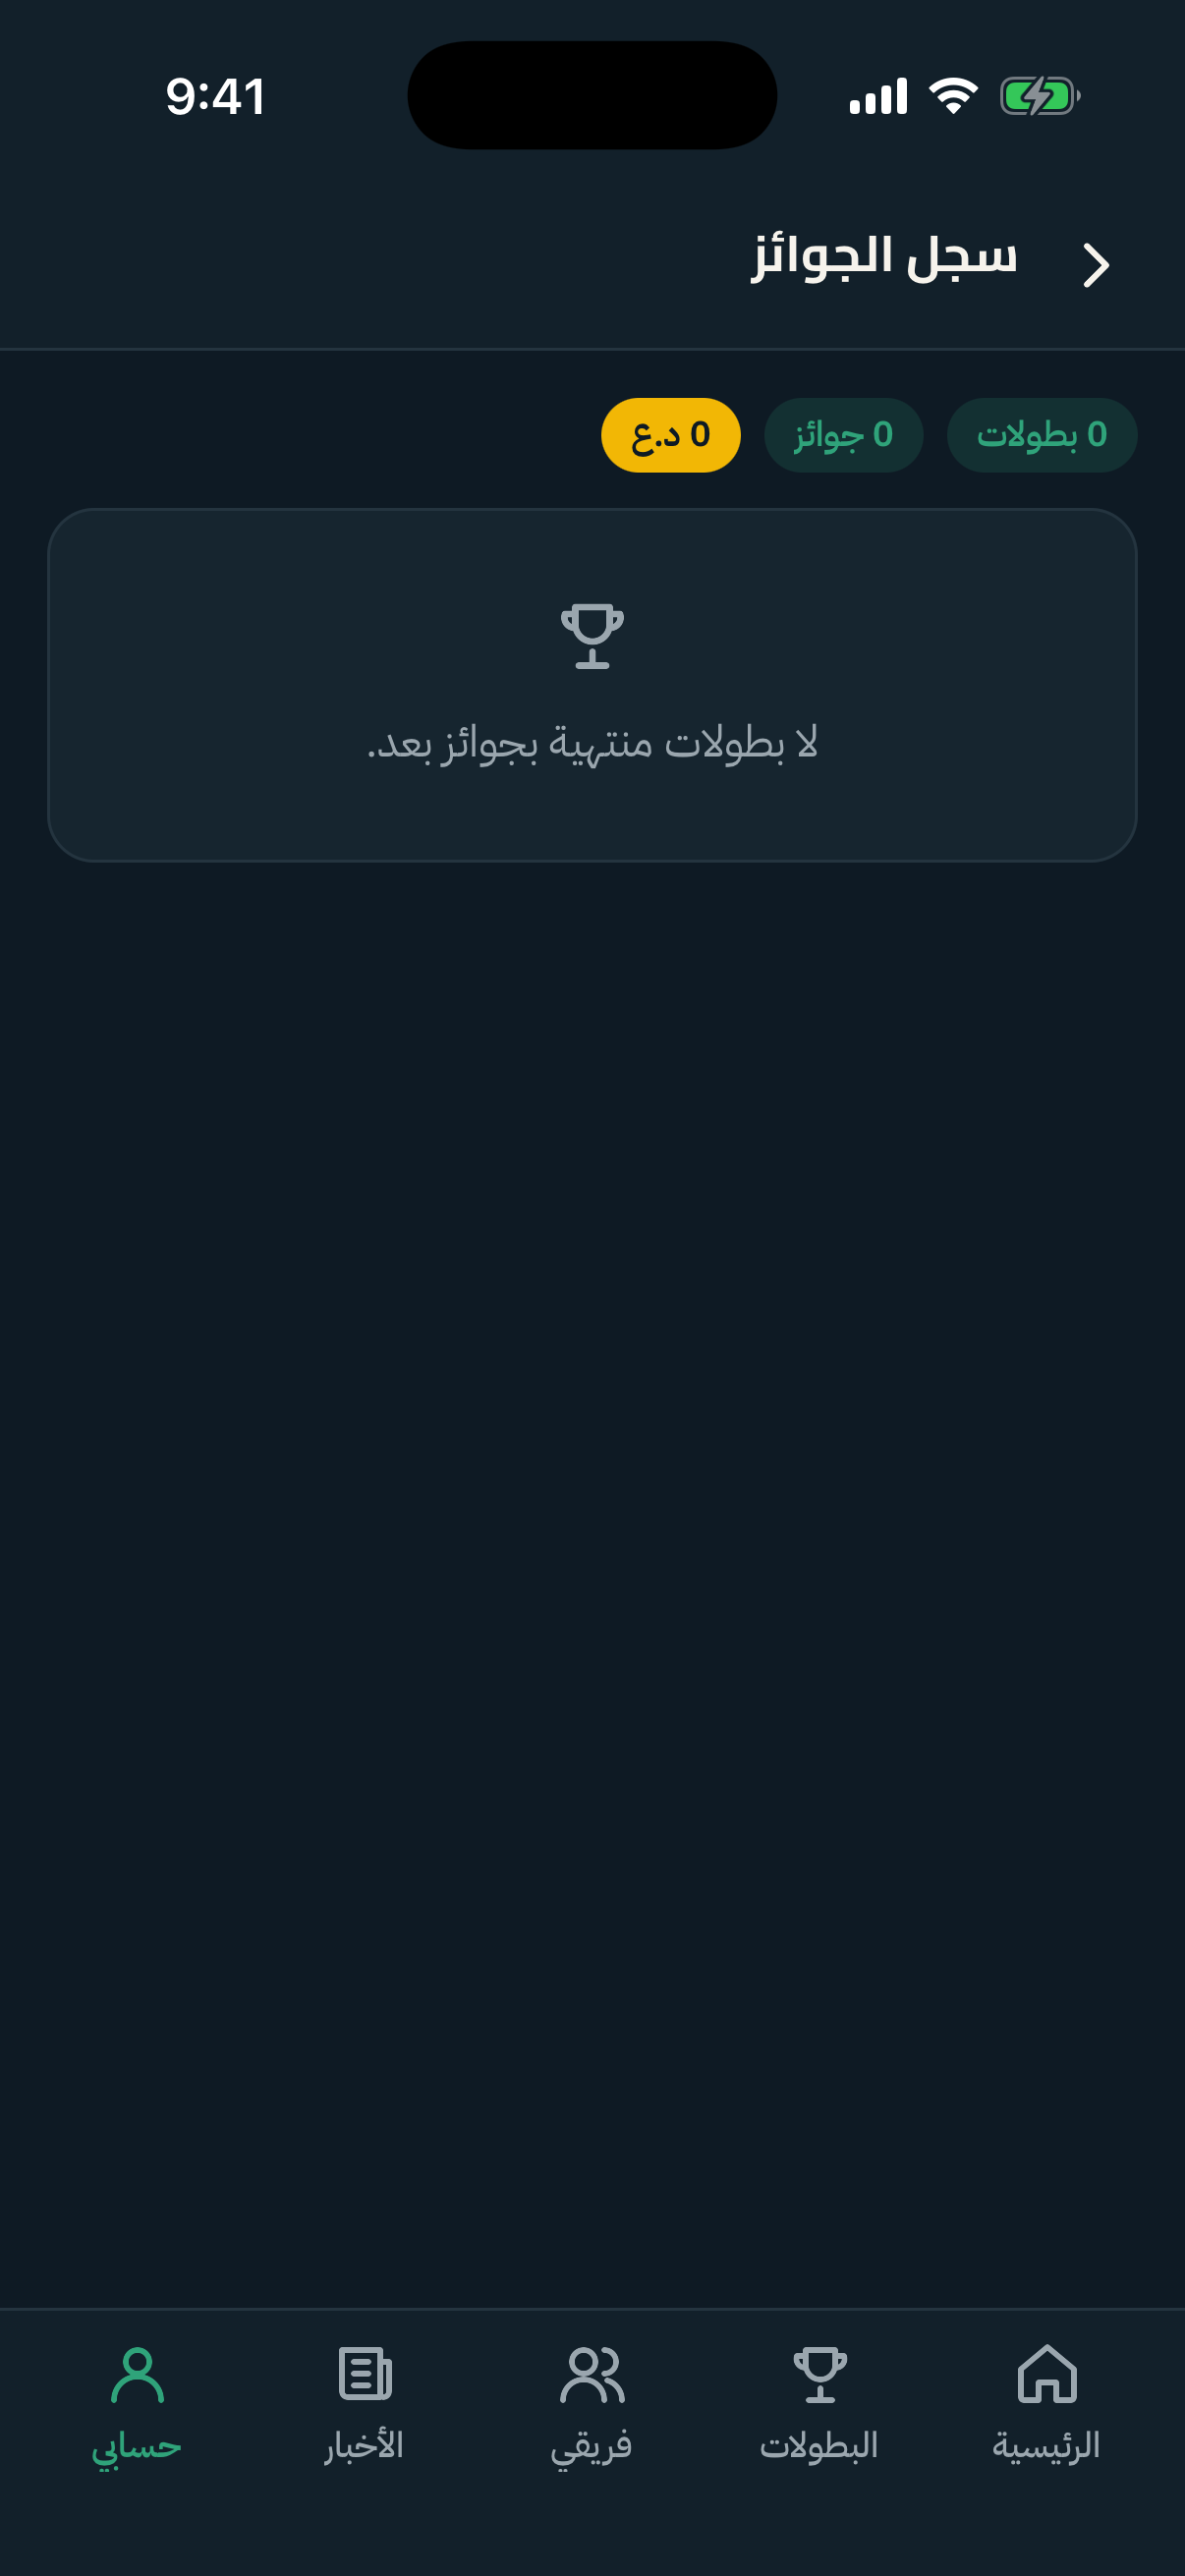 9:41
سجل الجوائز
0 بطولات
0 جوائز
0 د.ع
لا بطولات منتهية بجوائز بعد.
الرئيسية
البطولات
فريقي
الأخبار
حسابي